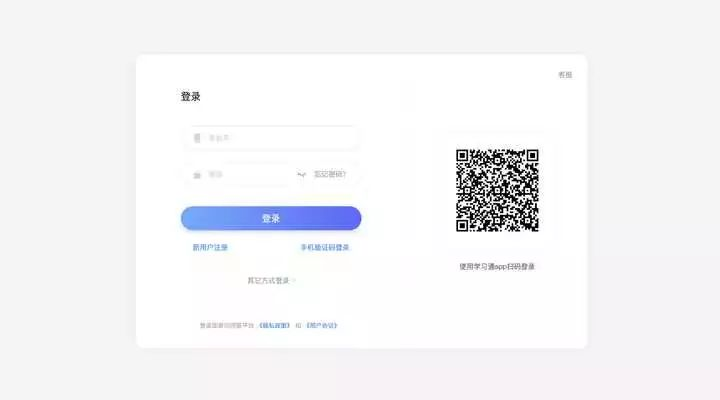 客服
登录
手机号
密码
忘记密码?
登录
新用户注册
手机验证码登录
其它方式登录
使用学习通app扫码登录
《隐私政策》 和 《用户协议》